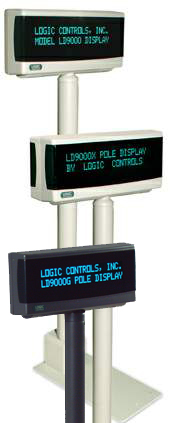 LOGIC CONTROLS, INC.
MODEL LD9000 DISPLAY
LD9000X POLE DISPLAY
BY LOGIC CONTROLS
LOGIC CONTROLS, INC.
LD9000G POLE DISPLAY